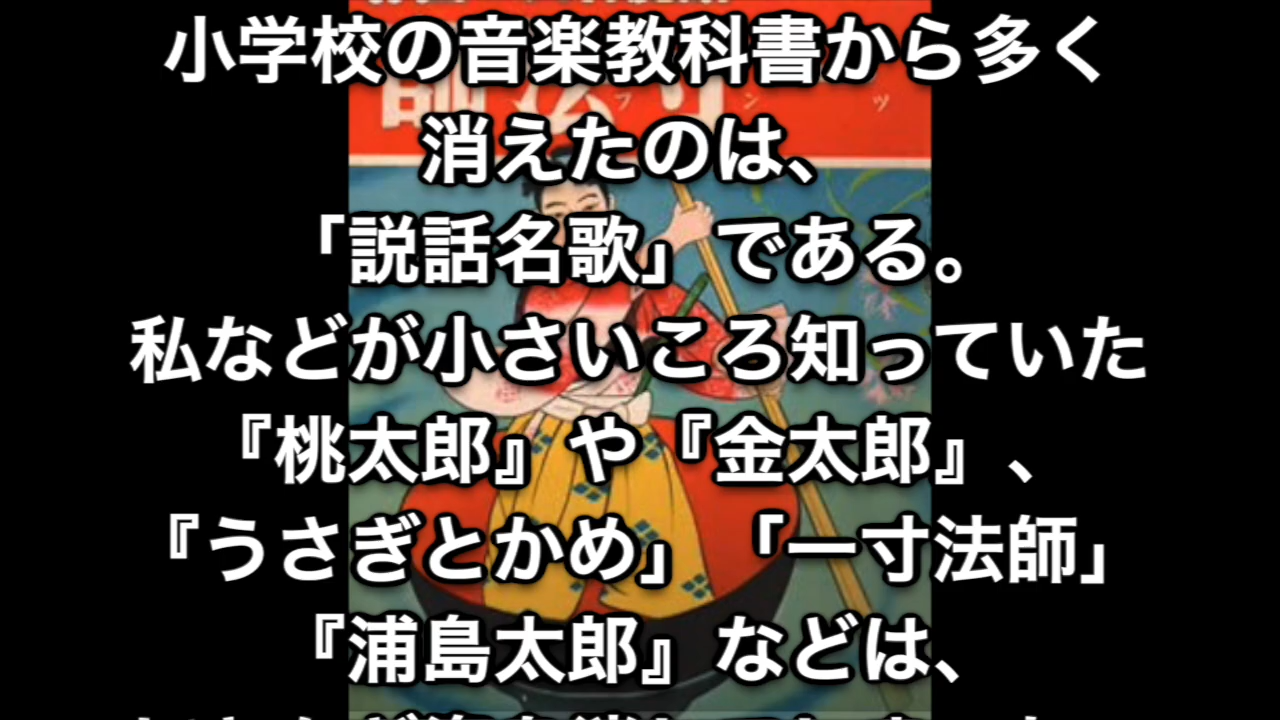 小学校の音楽教科書から多く
消えたのは、
「説話名歌」である。
私などが小さいころ知っていた
『桃太郎』や『金太郎』、
『うさぎとかめ」「一寸法師」
『浦島太郎』などは、